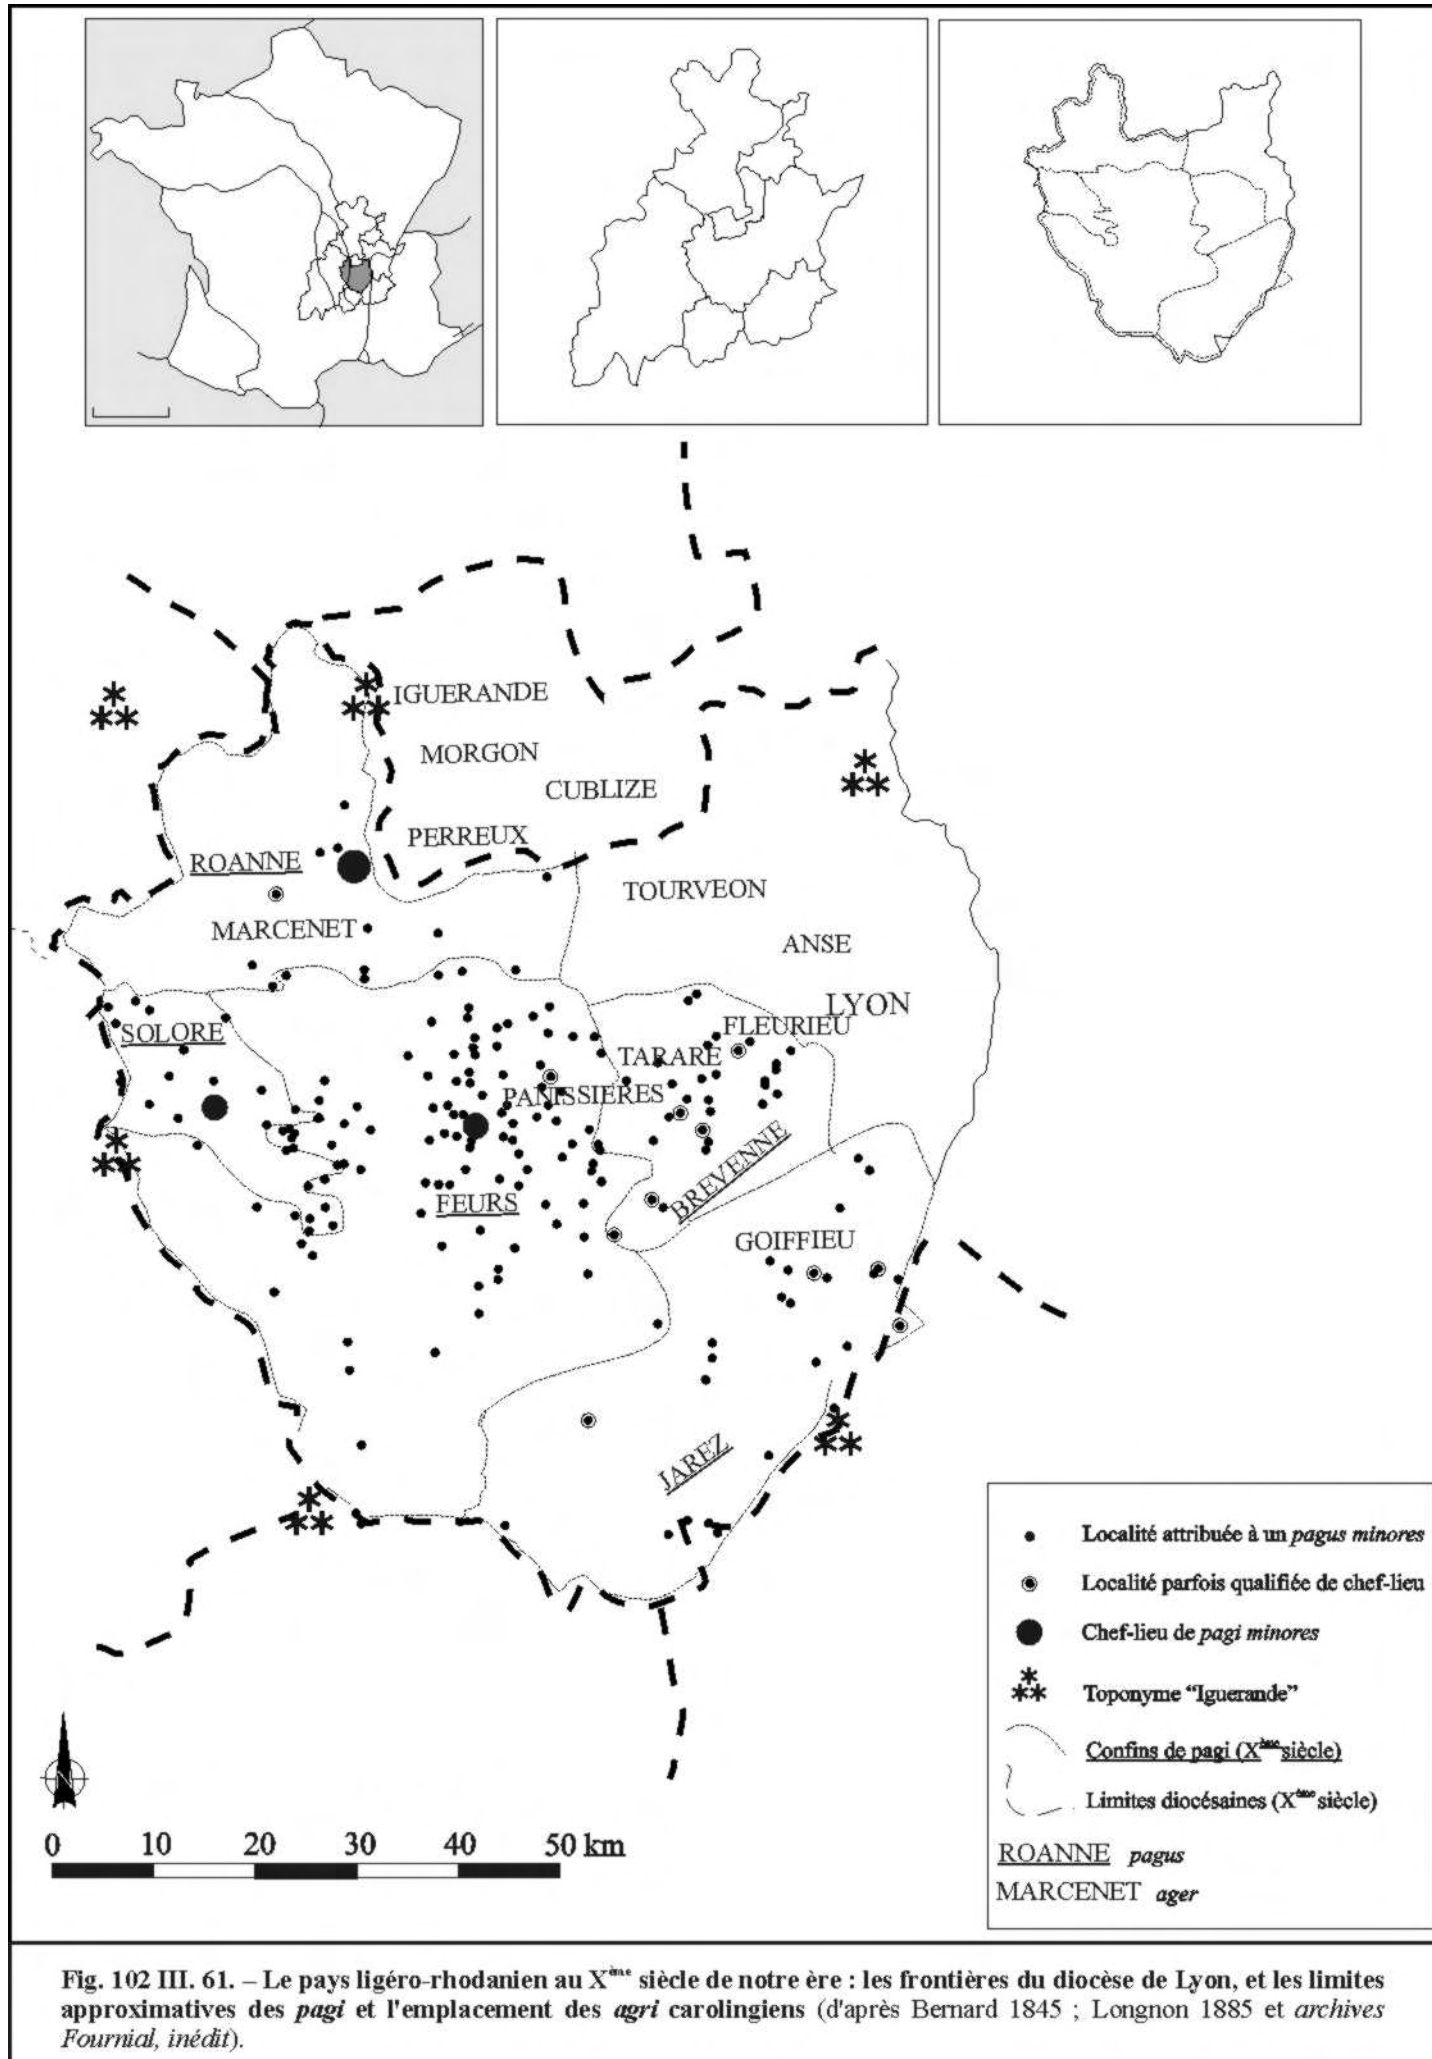 IGUERANDE
MORGON
CUBLIZE
PERREUX
ROANNE
TOURVEON
MARCENET
ANSE
LYON
SOLORE
FLEURIEU
TARARE
PANISSIERES
BREVENNE
FEURS
GOIFFIEU
JAREZ
Localité attribuée à un pagus minores
Localité parfois qualifiée de chef-lieu
Chef-lieu de pagi minores
Toponyme "Iguerande"
Confins de pagi (Xème siècle)
Limites diocésaines (Xème siècle)
ROANNE pagus
MARCENET ager
N
0 10 20 30 40 50 km
Fig. 102 III. 61. – Le pays ligéro-rhodanien au Xème siècle de notre ère : les frontières du diocèse de Lyon, et les limites
approximatives des pagi et l'emplacement des agri carolingiens (d'après Bernard 1845 ; Longnon 1885 et archives
Fournial, inédit).